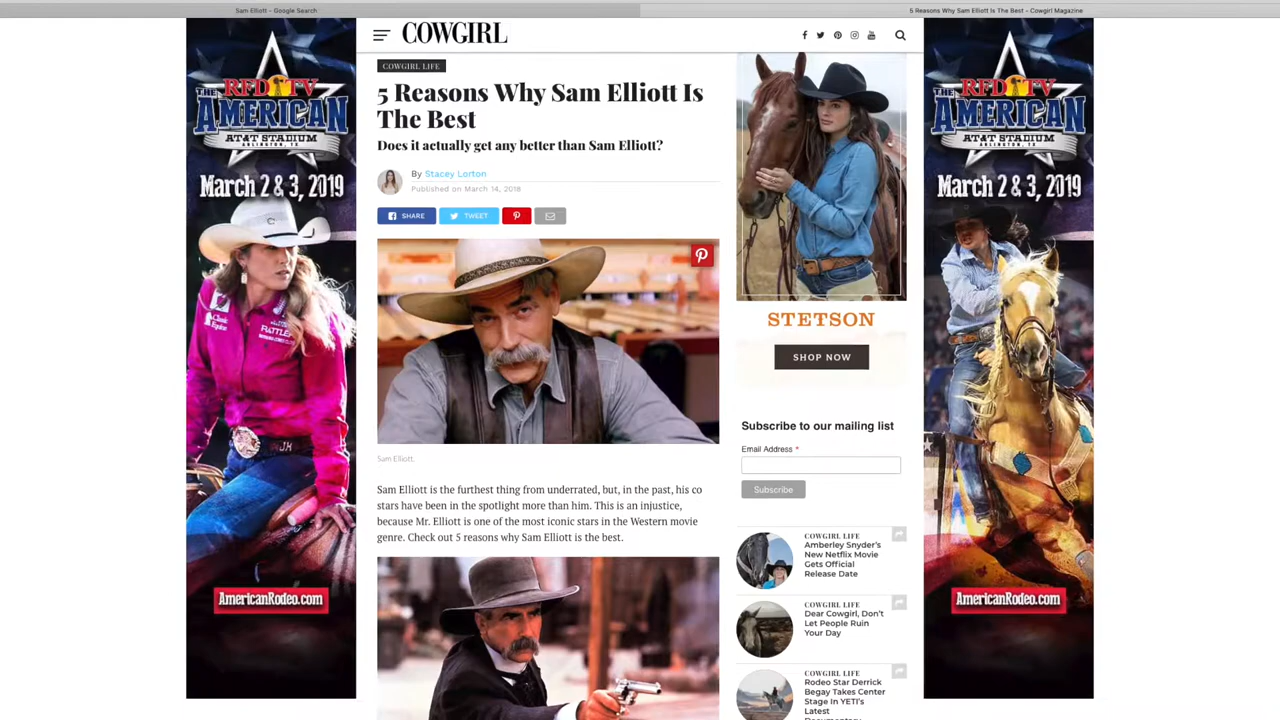 Sam Elliott - Google Search
5 Reasons Why Sam Elliott Is The Best - Cowgirl Magazine
COWGIRL
COWGIRL LIFE
5 Reasons Why Sam Elliott Is
The Best
Does it actually get any better than Sam Elliott?
By Stacey Lorton
Published on March 14, 2018
SHARE
TWEET
Sam Elliott.
Sam Elliott is the furthest thing from underrated, but, in the past, his co
stars have been in the spotlight more than him. This is an injustice,
because Mr. Elliott is one of the most iconic stars in the Western movie
genre. Check out 5 reasons why Sam Elliott is the best.
RFD TV
THE AMERICAN
AT&T STADIUM
ARLINGTON, TX
March 2 & 3, 2019
Classic
Equine
RATTLER
JH
AmericanRodeo.com
STETSON
SHOP NOW
Subscribe to our mailing list
Email Address *
Subscribe
COWGIRL LIFE
Amberley Snyder's
New Netflix Movie
Gets Official
Release Date
COWGIRL LIFE
Dear Cowgirl, Don't
Let People Ruin
Your Day
COWGIRL LIFE
Rodeo Star Derrick
Begay Takes Center
Stage In YETI's
Latest
RFD TV
THE AMERICAN
AT&T STADIUM
ARLINGTON, TX
March 2 & 3, 2019
AmericanRodeo.com